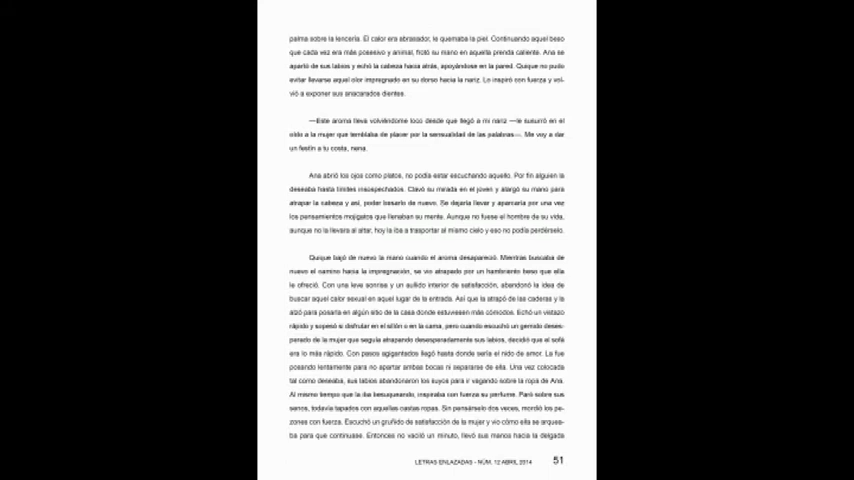 palma sobre la lencería. El calor era abrasador, le quemaba la piel. Continuando aquel beso
que cada vez era más posesivo y animal, frotó su mano en aquella prenda caliente. Ana se
apartó de sus labios y echó la cabeza hacia atrás, apoyándose en la pared. Quique no pudo
evitar llevarse aquel olor impregnado en su dorso hacia la nariz. Lo inspiró con fuerza y vol-
vió a exponer sus anacarados dientes.
—Este aroma lleva volviéndome loco desde que llegó a mi nariz —le susurró en el
oído a la mujer que temblaba de placer por la sensualidad de las palabras—. Me voy a dar
un festín a tu costa, nena.
Ana abrió los ojos como platos, no podía estar escuchando aquello. Por fin alguien la
deseaba hasta límites insospechados. Clavó su mirada en el joven y alargó su mano para
atrapar la cabeza y así, poder besarlo de nuevo. Se dejaría llevar y aparcaría por una vez
los pensamientos mojigatos que llenaban su mente. Aunque no fuese el hombre de su vida,
aunque no la llevara al altar, hoy la iba a trasportar al mismo cielo y eso no podía perdérselo.
Quique bajó de nuevo la mano cuando el aroma desapareció. Mientras buscaba de
nuevo el camino hacia la impregnación, se vio atrapado por un hambriento beso que ella
le ofreció. Con una leve sonrisa y un aullido interior de satisfacción, abandonó la idea de
buscar aquel calor sexual en aquel lugar de la entrada. Así que la atrapó de las caderas y la
alzó para posarla en algún sitio de la casa donde estuviesen más cómodos. Echó un vistazo
rápido y sopesó si disfrutar en el sillón o en la cama, pero cuando escuchó un gemido deses-
perado de la mujer que seguía atrapando desesperadamente sus labios, decidió que el sofá
era lo más rápido. Con pasos agigantados llegó hasta donde sería el nido de amor. La fue
posando lentamente para no apartar ambas bocas ni separarse de ella. Una vez colocada
tal como deseaba, sus labios abandonaron los suyos para ir vagando sobre la ropa de Ana.
Al mismo tiempo que la iba besuqueando, inspiraba con fuerza su perfume. Paró sobre sus
senos, todavía tapados con aquellas castas ropas. Sin pensárselo dos veces, mordió los pe-
zones con fuerza. Escuchó un gruñido de satisfacción de la mujer y vio cómo ella se arquea-
ba para que continuase. Entonces no vaciló un minuto, llevó sus manos hacia la delgada
LETRAS ENLAZADAS - NÚM. 12 ABRIL 2014 51